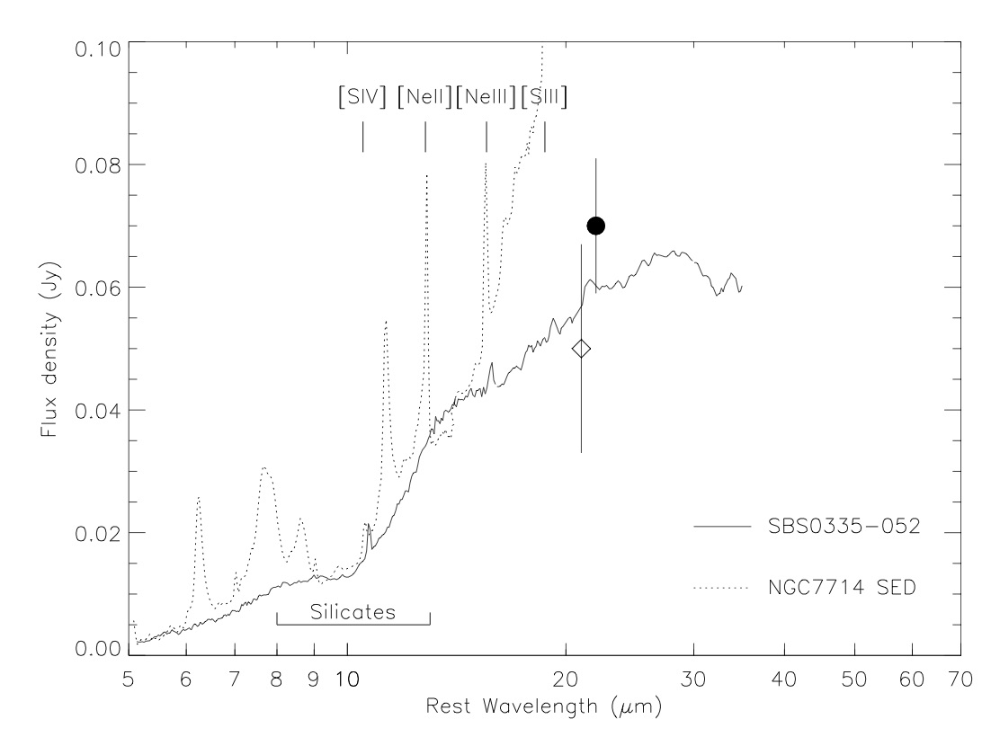 0.10
[SIV] [NeII] [NeIII] [SIII]
0.08
0.06
Flux density (Jy)
0.04
0.02
SBS0335-052
NGC7714 SED
Silicates
0.00
5 6 7 8 9 10 20 30 40 50 60 70
Rest Wavelength (μm)